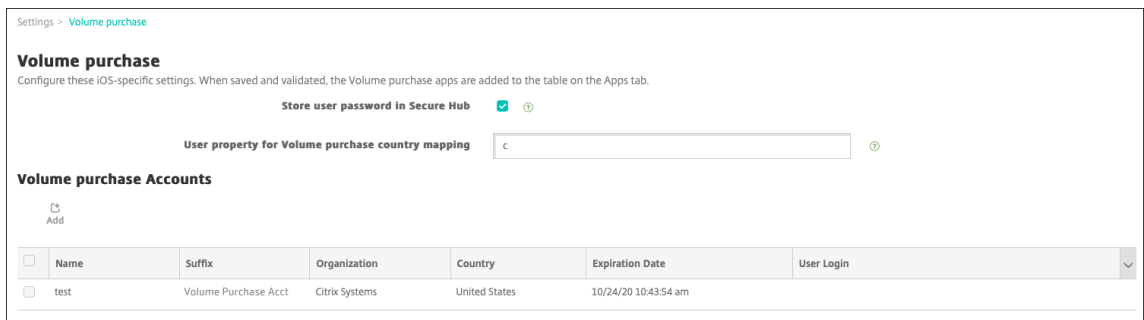 Settings > Volume purchase
Volume purchase
Configure these iOS-specific settings. When saved and validated, the Volume purchase apps are added to the table on the Apps tab.
Store user password in Secure Hub ?
User property for Volume purchase country mapping c ?
Volume purchase Accounts
Add
Name Suffix Organization Country Expiration Date User Login
test Volume Purchase Acct Citrix Systems United States 10/24/20 10:43:54 am